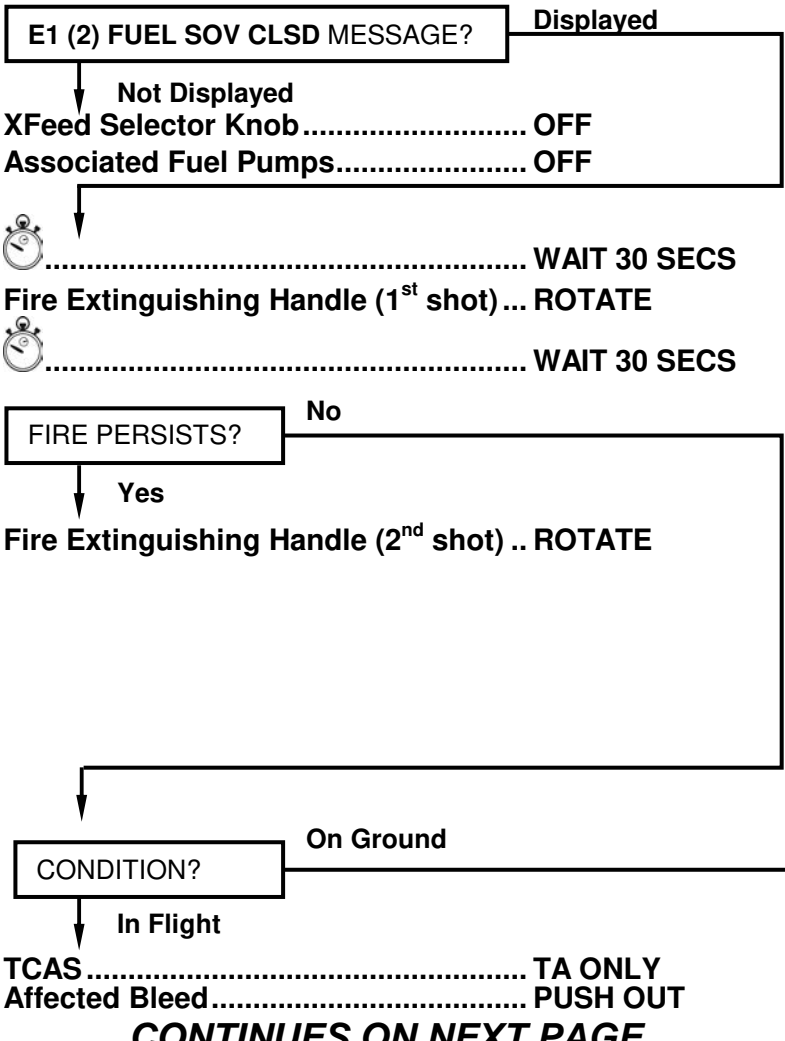 E1 (2) FUEL SOV CLSD MESSAGE? Displayed
Not Displayed
XFeed Selector Knob.......................... OFF
Associated Fuel Pumps....................... OFF
.......................................................... WAIT 30 SECS
Fire Extinguishing Handle (1st shot)... ROTATE
.......................................................... WAIT 30 SECS
No
FIRE PERSISTS?
Yes
Fire Extinguishing Handle (2nd shot) .. ROTATE
On Ground
CONDITION?
In Flight
TCAS..................................................... TA ONLY
Affected Bleed...................................... PUSH OUT
CONTINUES ON NEXT PAGE